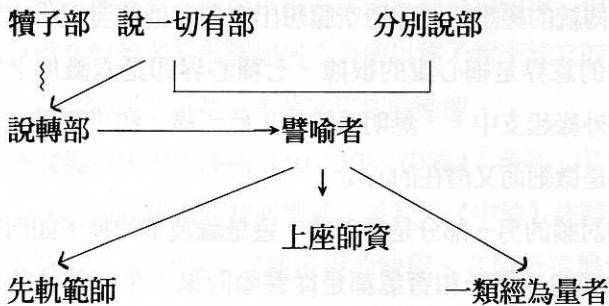 犢子部 說一切有部 分別說部
說轉部 譬喻者
上座師資
先軌範師 一類經為量者